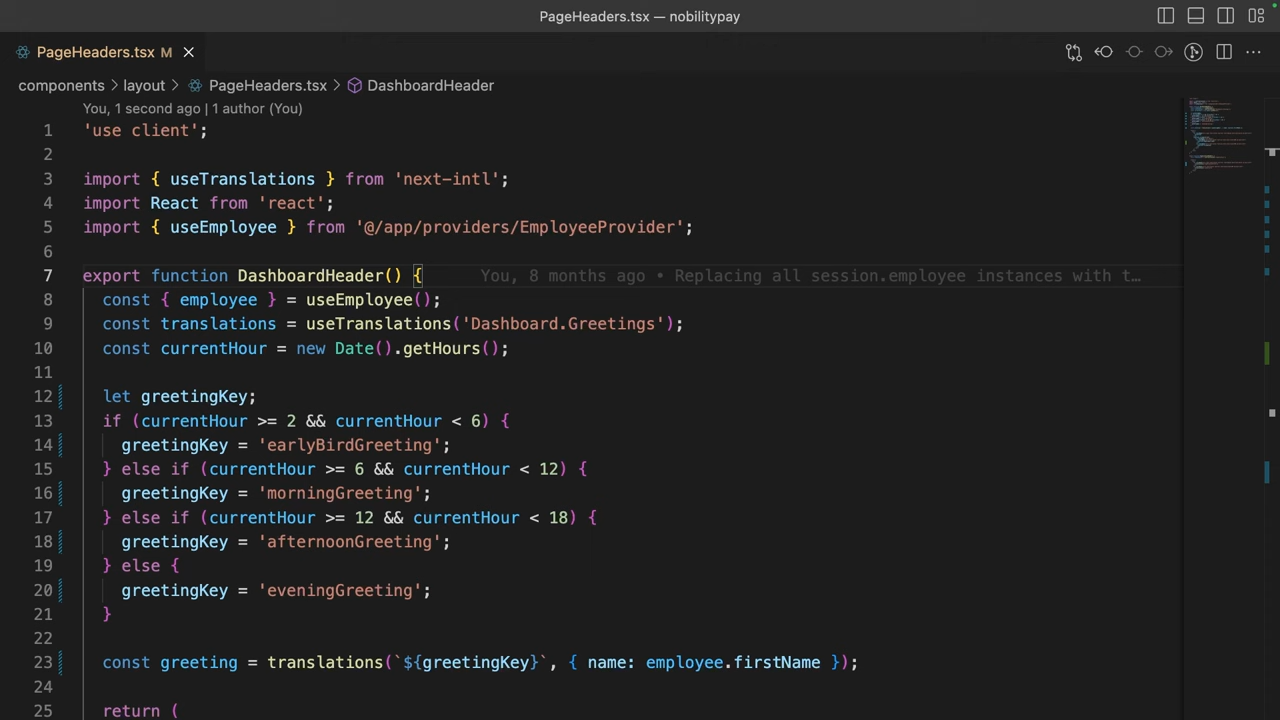 PageHeaders.tsx — nobilitypay
PageHeaders.tsx M
components > layout > PageHeaders.tsx > DashboardHeader
You, 1 second ago | 1 author (You)
1 'use client';
2
3 import { useTranslations } from 'next-intl';
4 import React from 'react';
5 import { useEmployee } from '@/app/providers/EmployeeProvider';
6
7 export function DashboardHeader() { You, 8 months ago • Replacing all session.employee instances with t…
8 const { employee } = useEmployee();
9 const translations = useTranslations('Dashboard.Greetings');
10 const currentHour = new Date().getHours();
11
12 let greetingKey;
13 if (currentHour >= 2 && currentHour < 6) {
14 greetingKey = 'earlyBirdGreeting';
15 } else if (currentHour >= 6 && currentHour < 12) {
16 greetingKey = 'morningGreeting';
17 } else if (currentHour >= 12 && currentHour < 18) {
18 greetingKey = 'afternoonGreeting';
19 } else {
20 greetingKey = 'eveningGreeting';
21 }
22
23 const greeting = translations(`${greetingKey}`, { name: employee.firstName });
24
25 return (